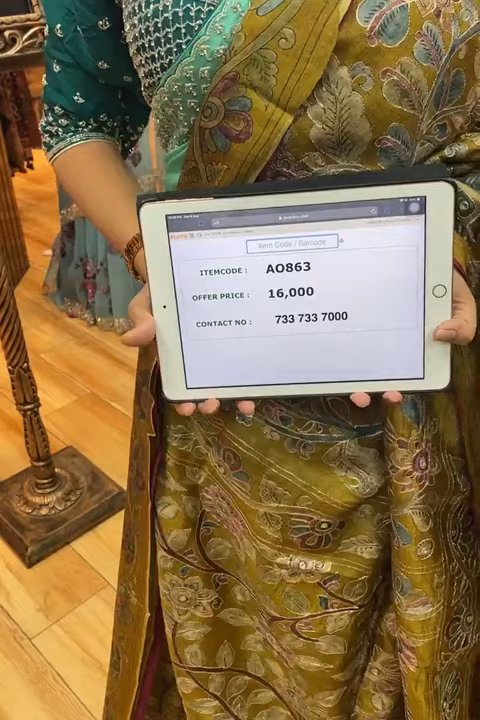 Item Code / Barcode
ITEMCODE : AO863
OFFER PRICE : 16,000
CONTACT NO : 733 733 7000